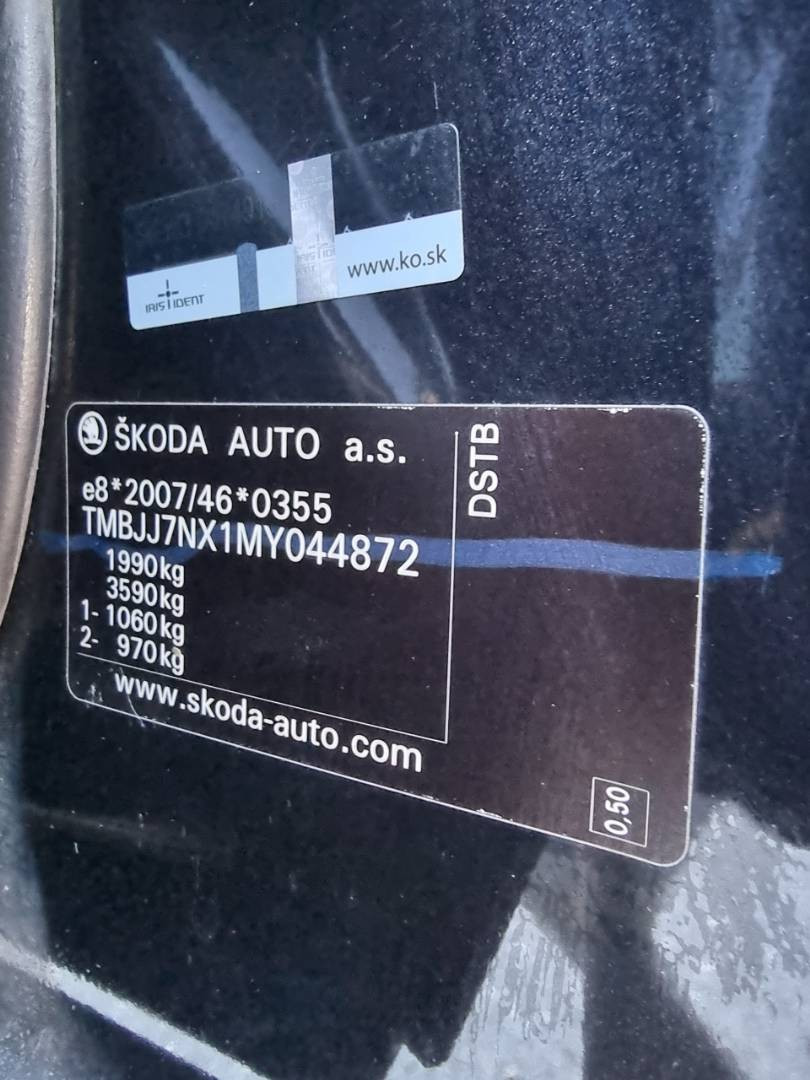 IRIS IDENT
www.ko.sk
ŠKODA AUTO a.s.
e8*2007/46*0355
TMBJJ7NX1MY044872
1990kg
3590kg
1- 1060kg
2- 970kg
www.skoda-auto.com
DSTB
0,50